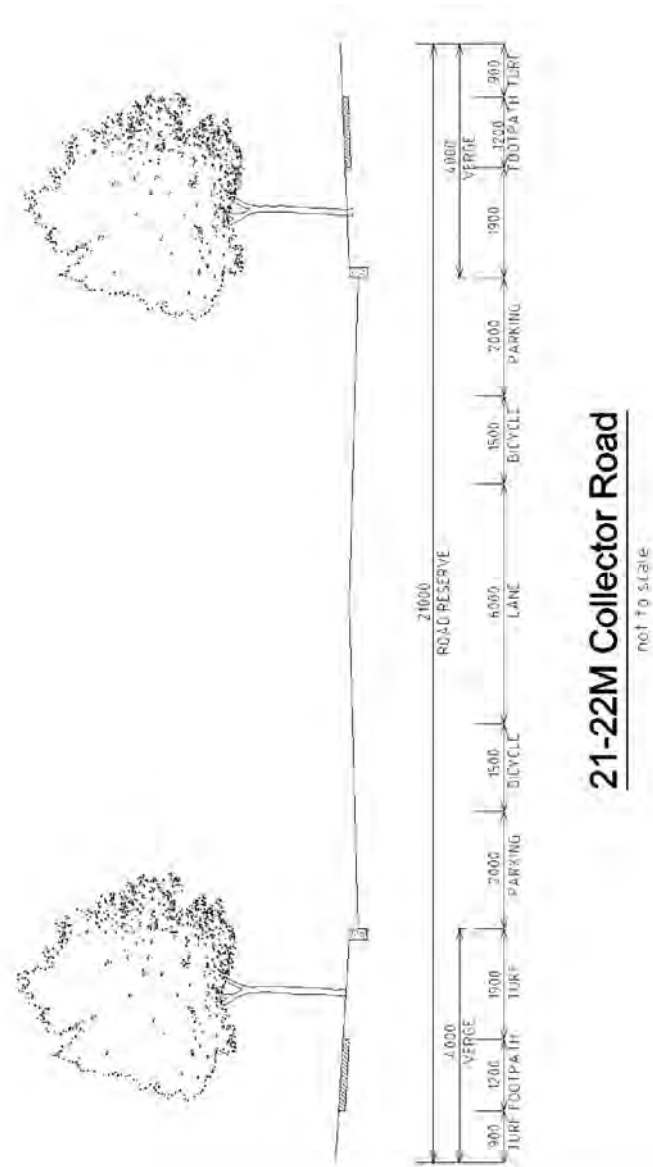 21000
ROAD RESERVE
4000 4000
VERGE VERGE
900 1200 1900 2000 1500 6000 1500 2000 1900 1200 900
TURF FOOTPATH TURF PARKING BICYCLE LANE BICYCLE PARKING FOOTPATH TURF
21-22M Collector Road
not to scale